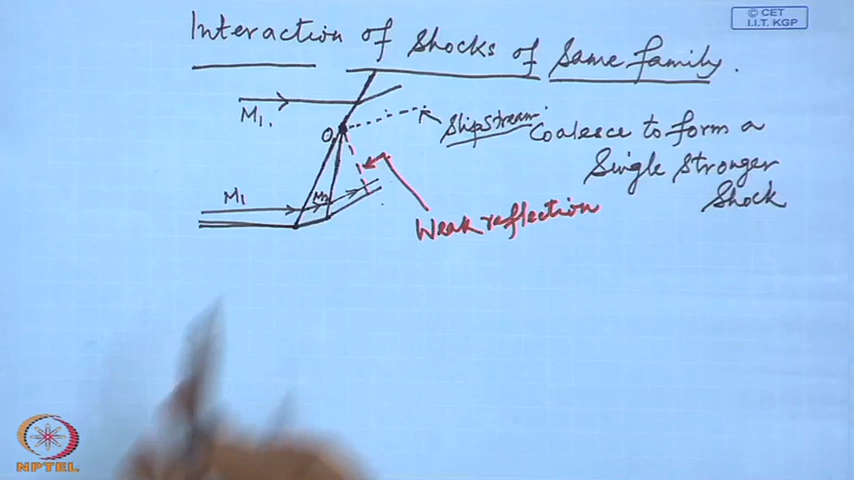 © CET
I.I.T. KGP
Interaction of Shocks of Same family.
M1.
O
Slipstream
Coalesce to form a
Single stronger
Shock
M1
M2
Weak reflection
NPTEL